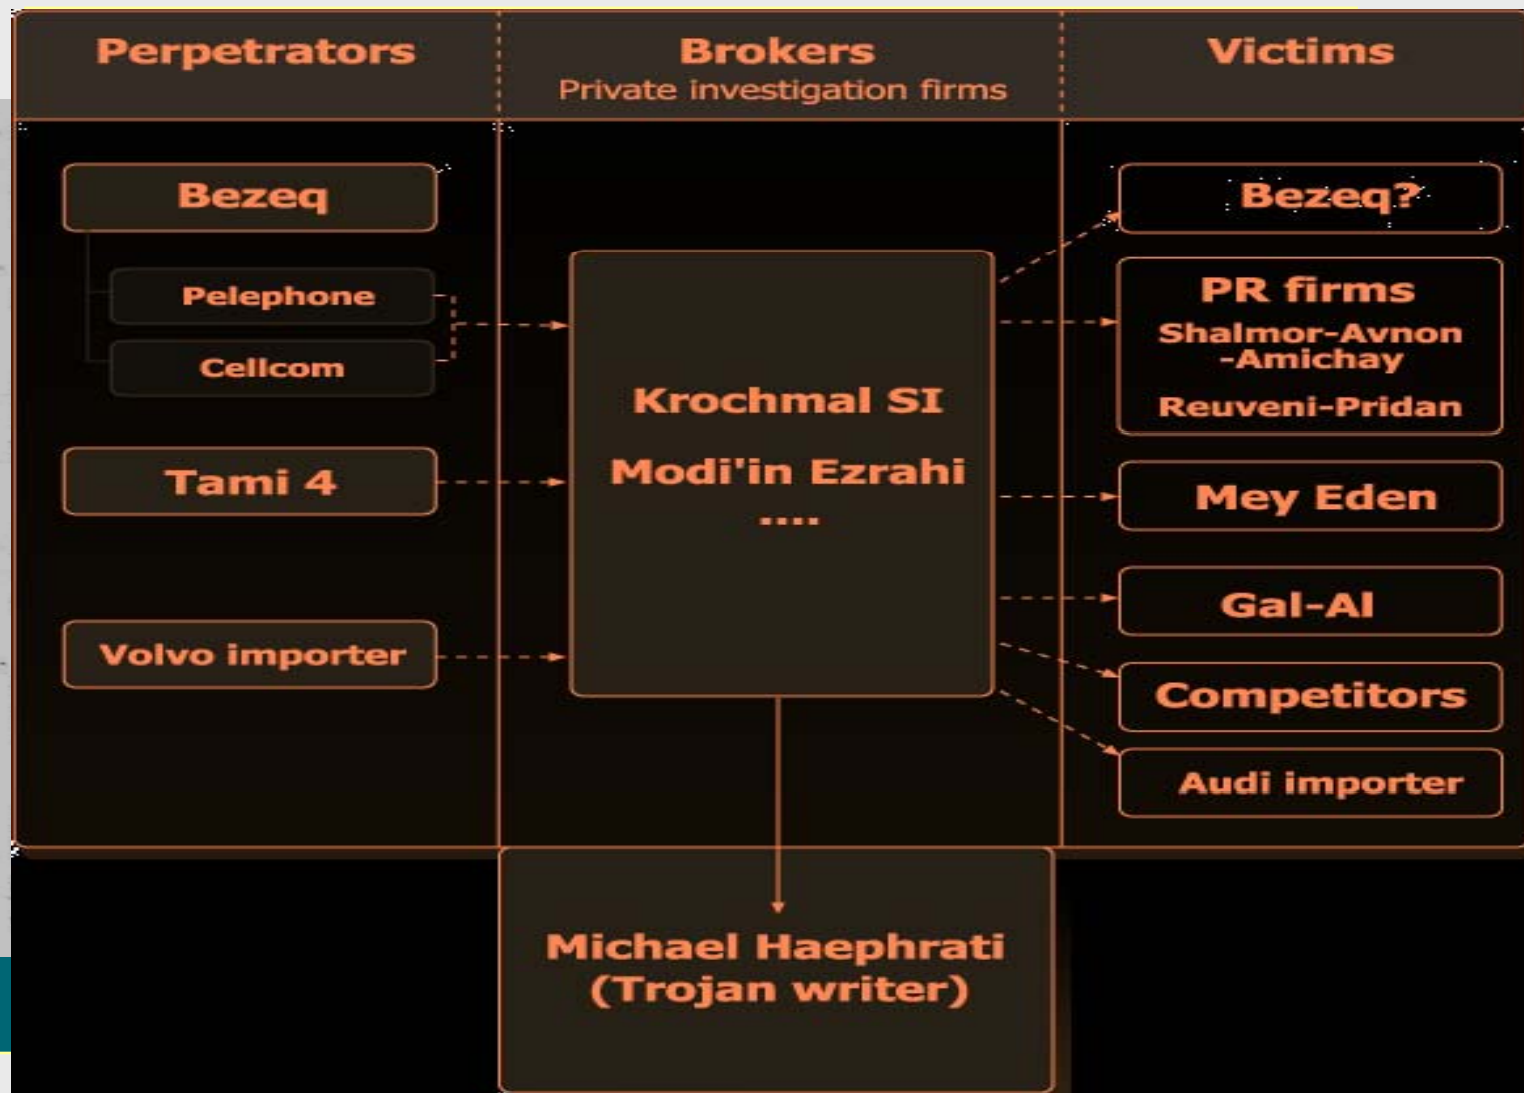 Perpetrators
Brokers
Private investigation firms
Victims
Bezeq
Pelephone
Cellcom
Tami 4
Volvo importer
Krochmal SI
Modi'in Ezrahi
....
Bezeq?
PR firms
Shalmor-Avnon
-Amichay
Reuveni-Pridan
Mey Eden
Gal-Al
Competitors
Audi importer
Michael Haephrati
(Trojan writer)